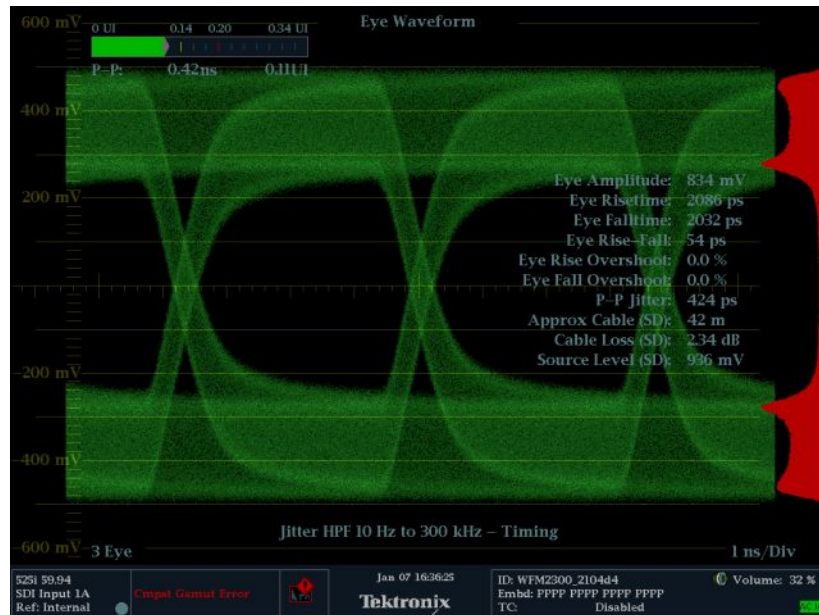 600 mV
Eye Waveform
0 UI 0.14 0.20 0.34 UI
P-P: 0.42ns 0.11UI
400 mV
200 mV
Eye Amplitude: 834 mV
Eye Risetime: 2086 ps
Eye Falltime: 2032 ps
Eye Rise-Fall: 54 ps
Eye Rise Overshoot: 0.0 %
Eye Fall Overshoot: 0.0 %
P-P Jitter: 424 ps
Approx Cable (SD): 42 m
Cable Loss (SD): 2.34 dB
Source Level (SD): 936 mV
-200 mV
-400 mV
Jitter HPF 10 Hz to 300 kHz - Timing
-600 mV 3 Eye 1 ns/Div
525i 59.94
SDI Input 1A
Ref: Internal
Cmpst Gamut Error
Jan 07 16:36:25
Tektronix
ID: WFM2300_2104d4
Embd: PPPP PPPP PPPP PPPP
TC: Disabled
Volume: 32 %